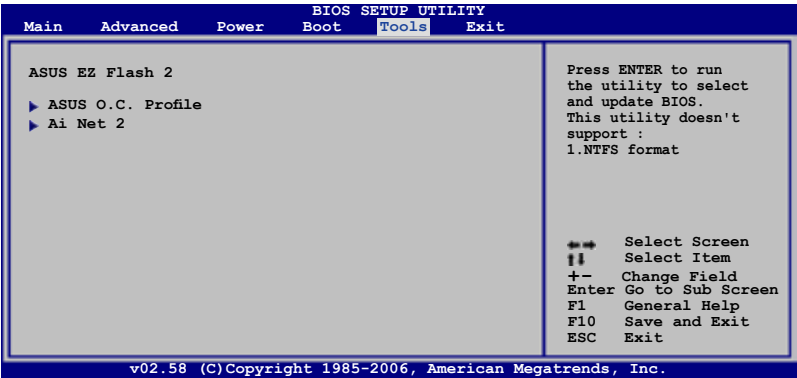 BIOS SETUP UTILITY
Main Advanced Power Boot Tools Exit
ASUS EZ Flash 2
ASUS O.C. Profile
Ai Net 2
Press ENTER to run
the utility to select
and update BIOS.
This utility doesn't
support :
1.NTFS format
←→ Select Screen
↑↓ Select Item
+- Change Field
Enter Go to Sub Screen
F1 General Help
F10 Save and Exit
ESC Exit
v02.58 (C)Copyright 1985-2006, American Megatrends, Inc.